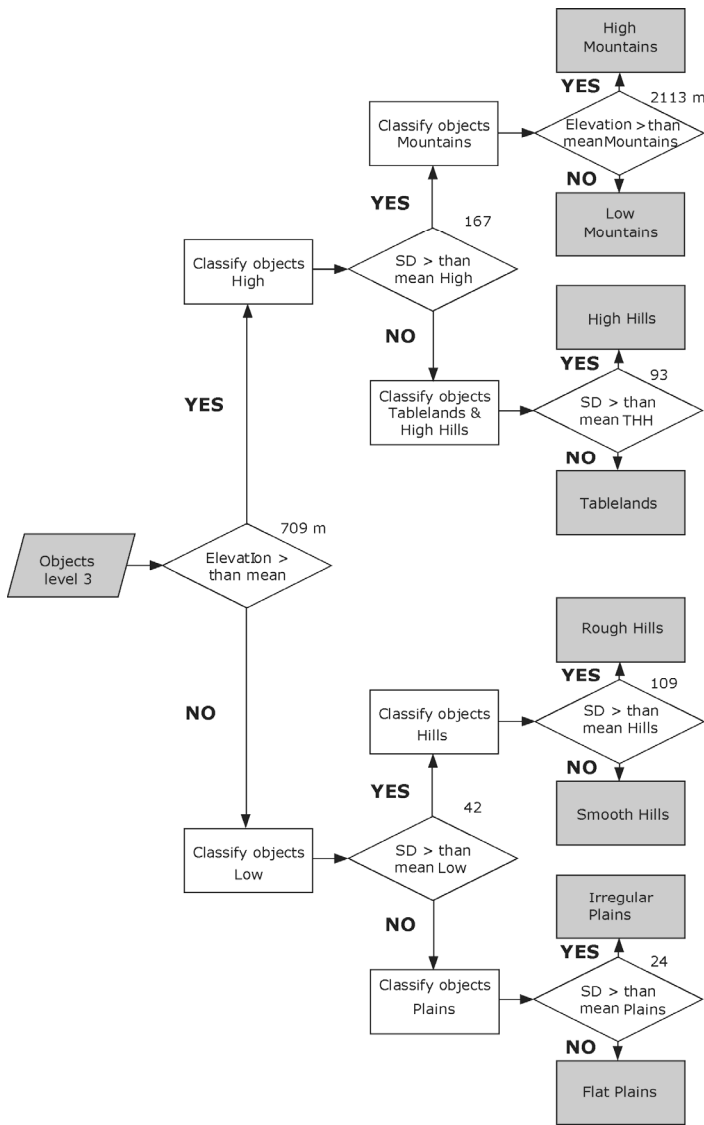 High
Mountains
YES
2113 m
Elevation > than
mean Mountains
NO
Low
Mountains
Classify objects
Mountains
YES
167
SD > than
mean High
NO
Classify objects
High
Classify objects
Tablelands &
High Hills
High Hills
YES
93
SD > than
mean THH
NO
Tablelands
YES
709 m
Elevation >
than mean
Objects
level 3
NO
Rough Hills
YES
109
SD > than
mean Hills
NO
Smooth Hills
Classify objects
Hills
YES
42
SD > than
mean Low
NO
Classify objects
Low
Classify objects
Plains
Irregular
Plains
YES
24
SD > than
mean Plains
NO
Flat Plains